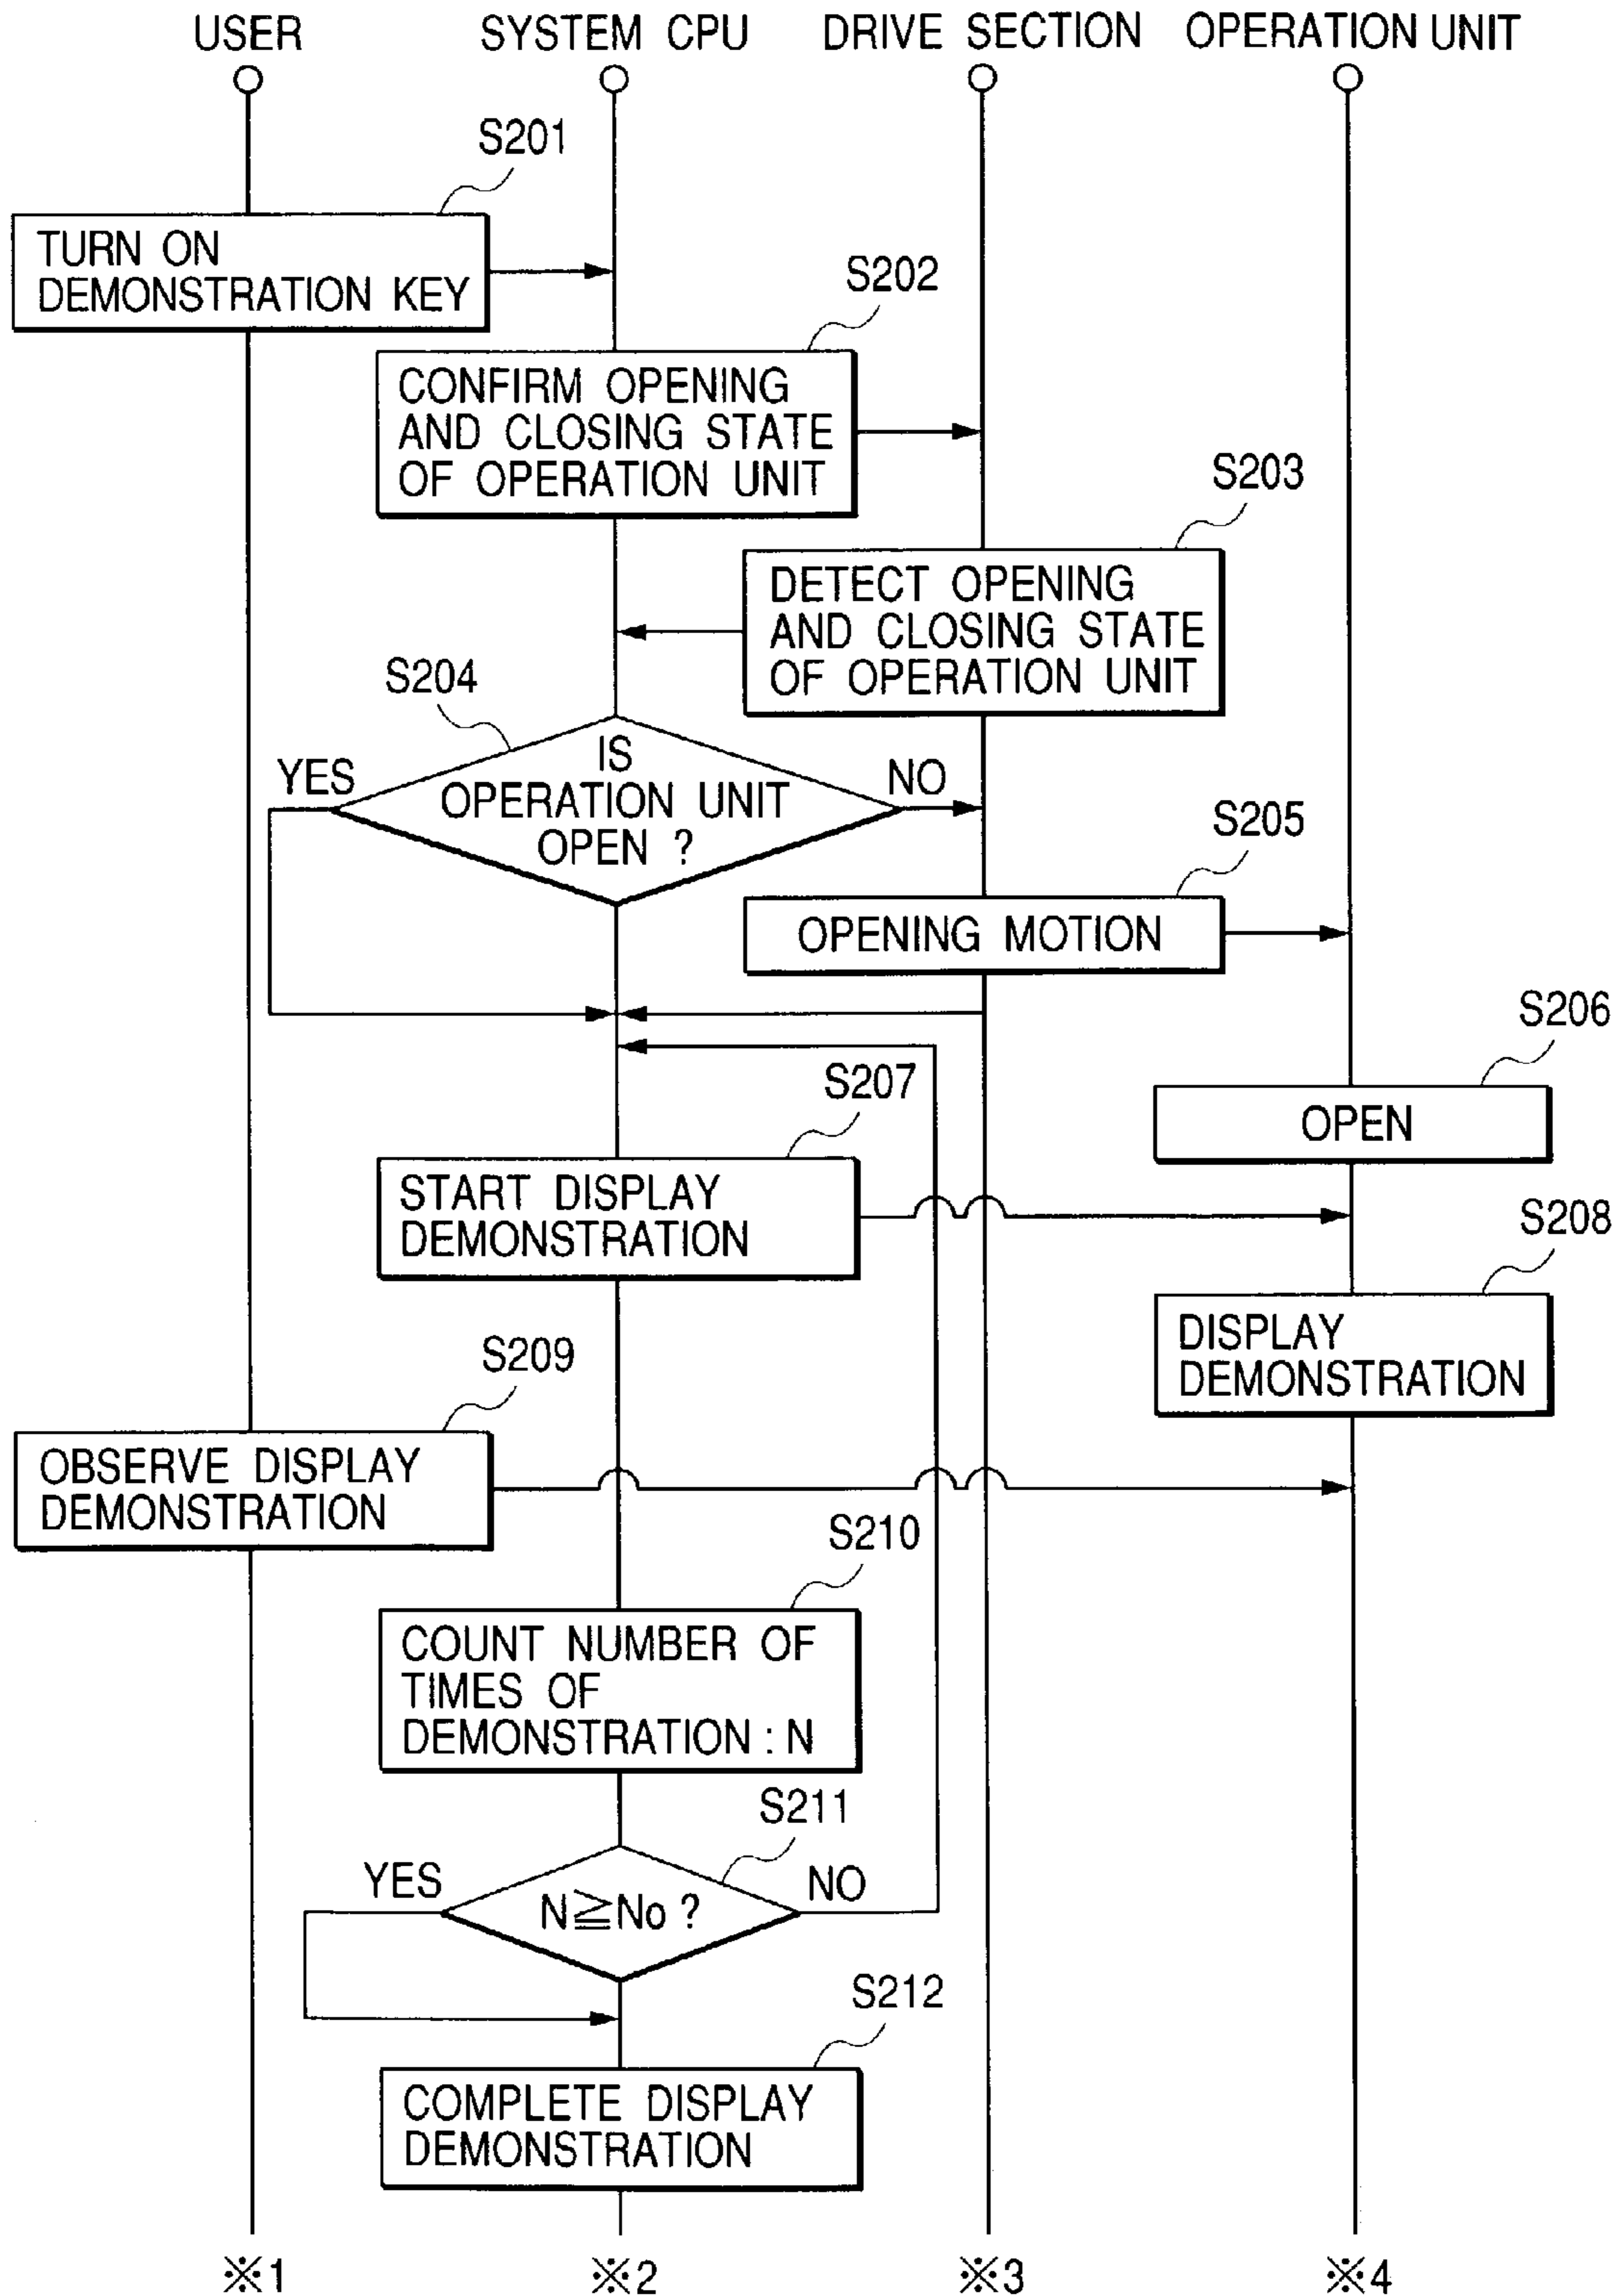 USER
SYSTEM CPU
DRIVE SECTION
OPERATION UNIT
S201
TURN ON
DEMONSTRATION KEY
S202
CONFIRM OPENING
AND CLOSING STATE
OF OPERATION UNIT
S203
DETECT OPENING
AND CLOSING STATE
OF OPERATION UNIT
S204
YES
IS
OPERATION UNIT
OPEN ?
NO
S205
OPENING MOTION
S206
OPEN
S207
START DISPLAY
DEMONSTRATION
S208
DISPLAY
DEMONSTRATION
S209
OBSERVE DISPLAY
DEMONSTRATION
S210
COUNT NUMBER OF
TIMES OF
DEMONSTRATION : N
S211
YES
N≧No ?
NO
S212
COMPLETE DISPLAY
DEMONSTRATION
※1
※2
※3
※4